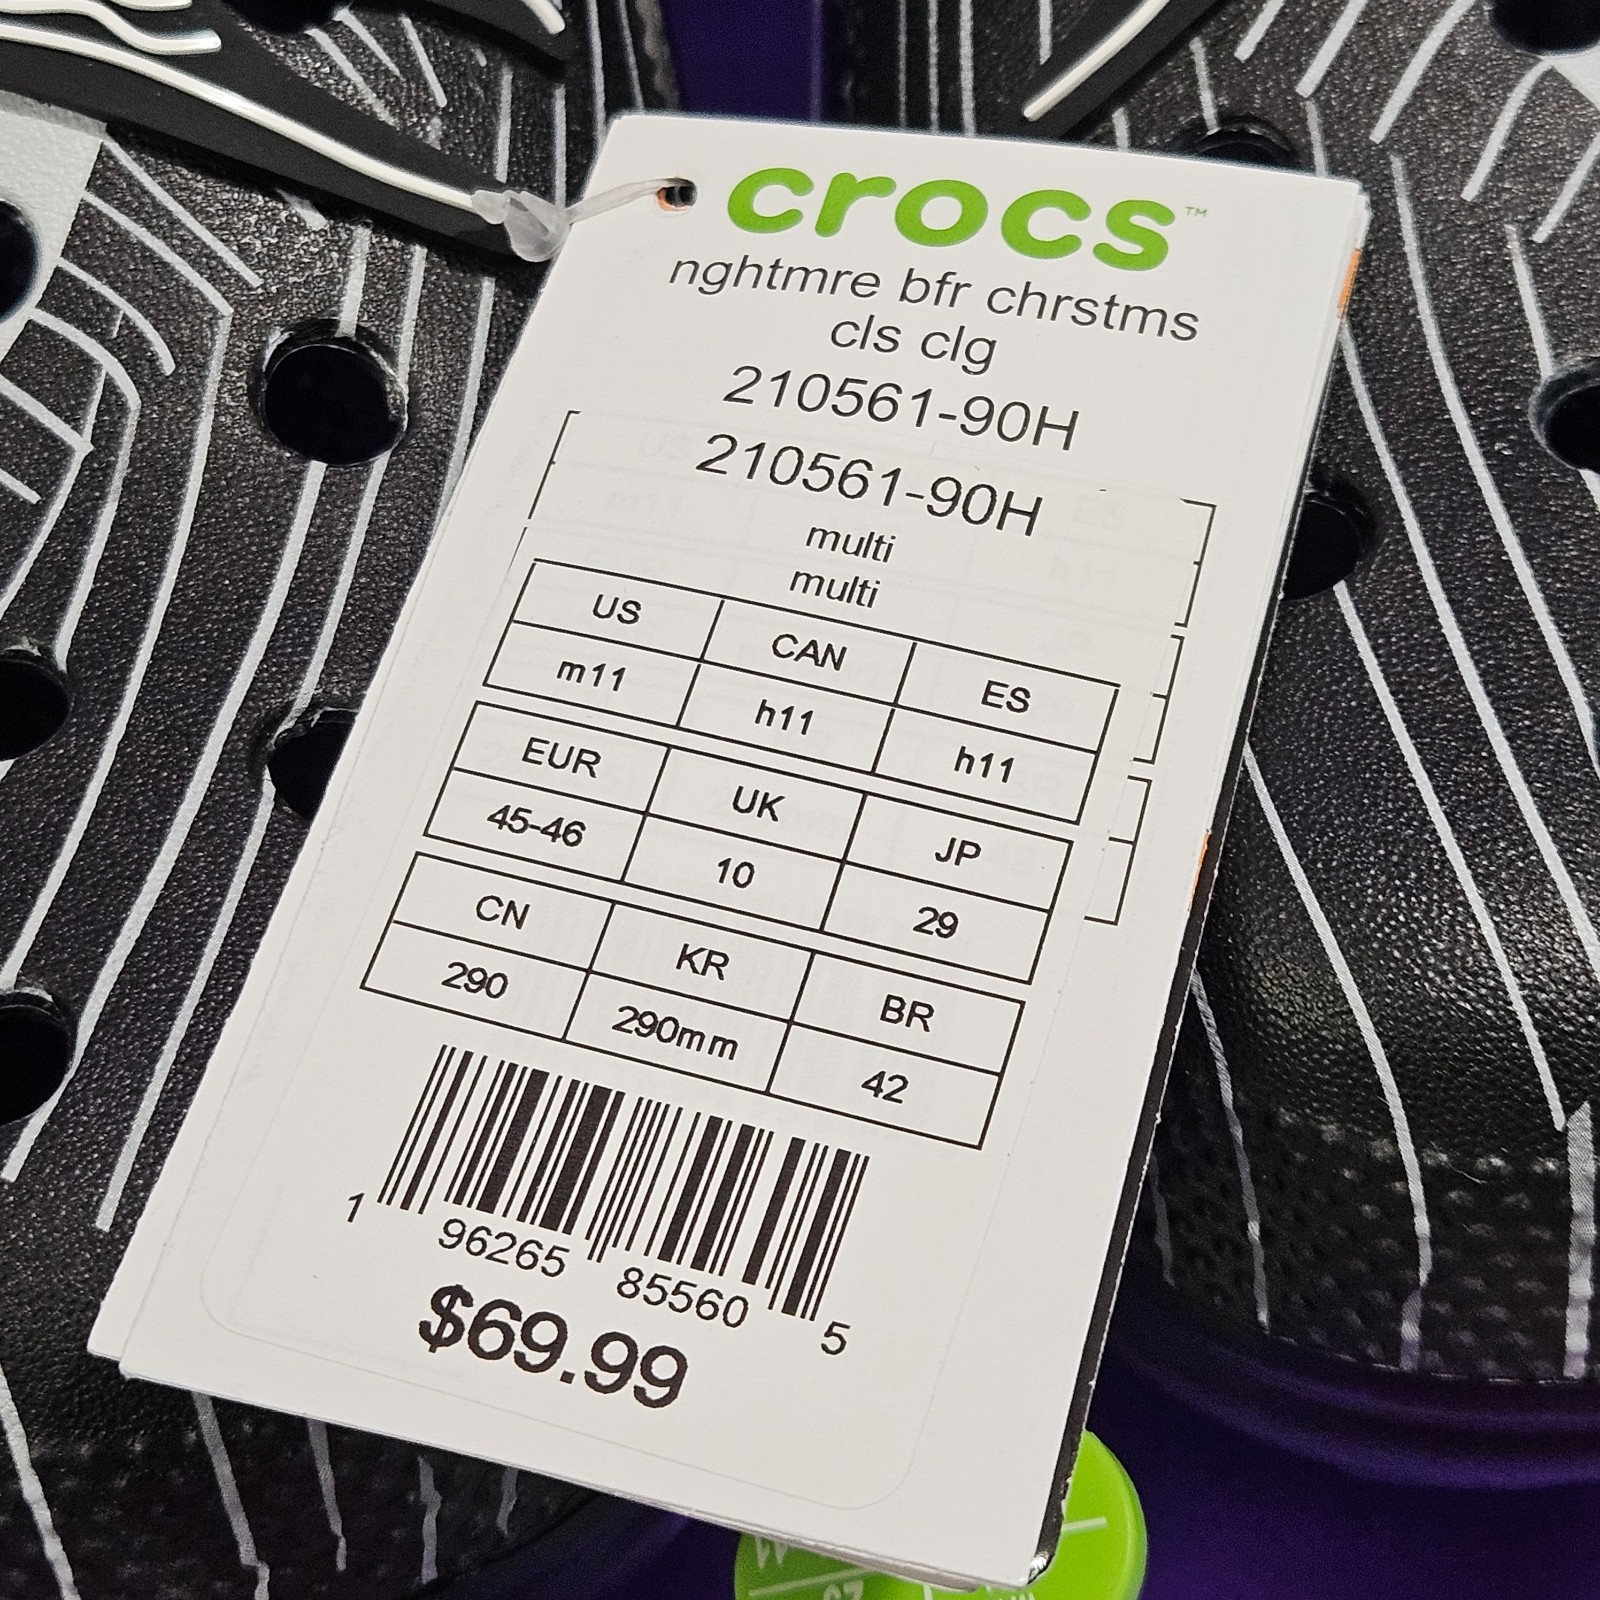 crocs™
nghtmre bfr chrstms
cls clg
210561-90H
210561-90H
multi
multi
US CAN ES
m11 h11 h11
EUR UK JP
45-46 10 29
CN KR BR
290 290mm 42
1 96265 85560 5
$69.99